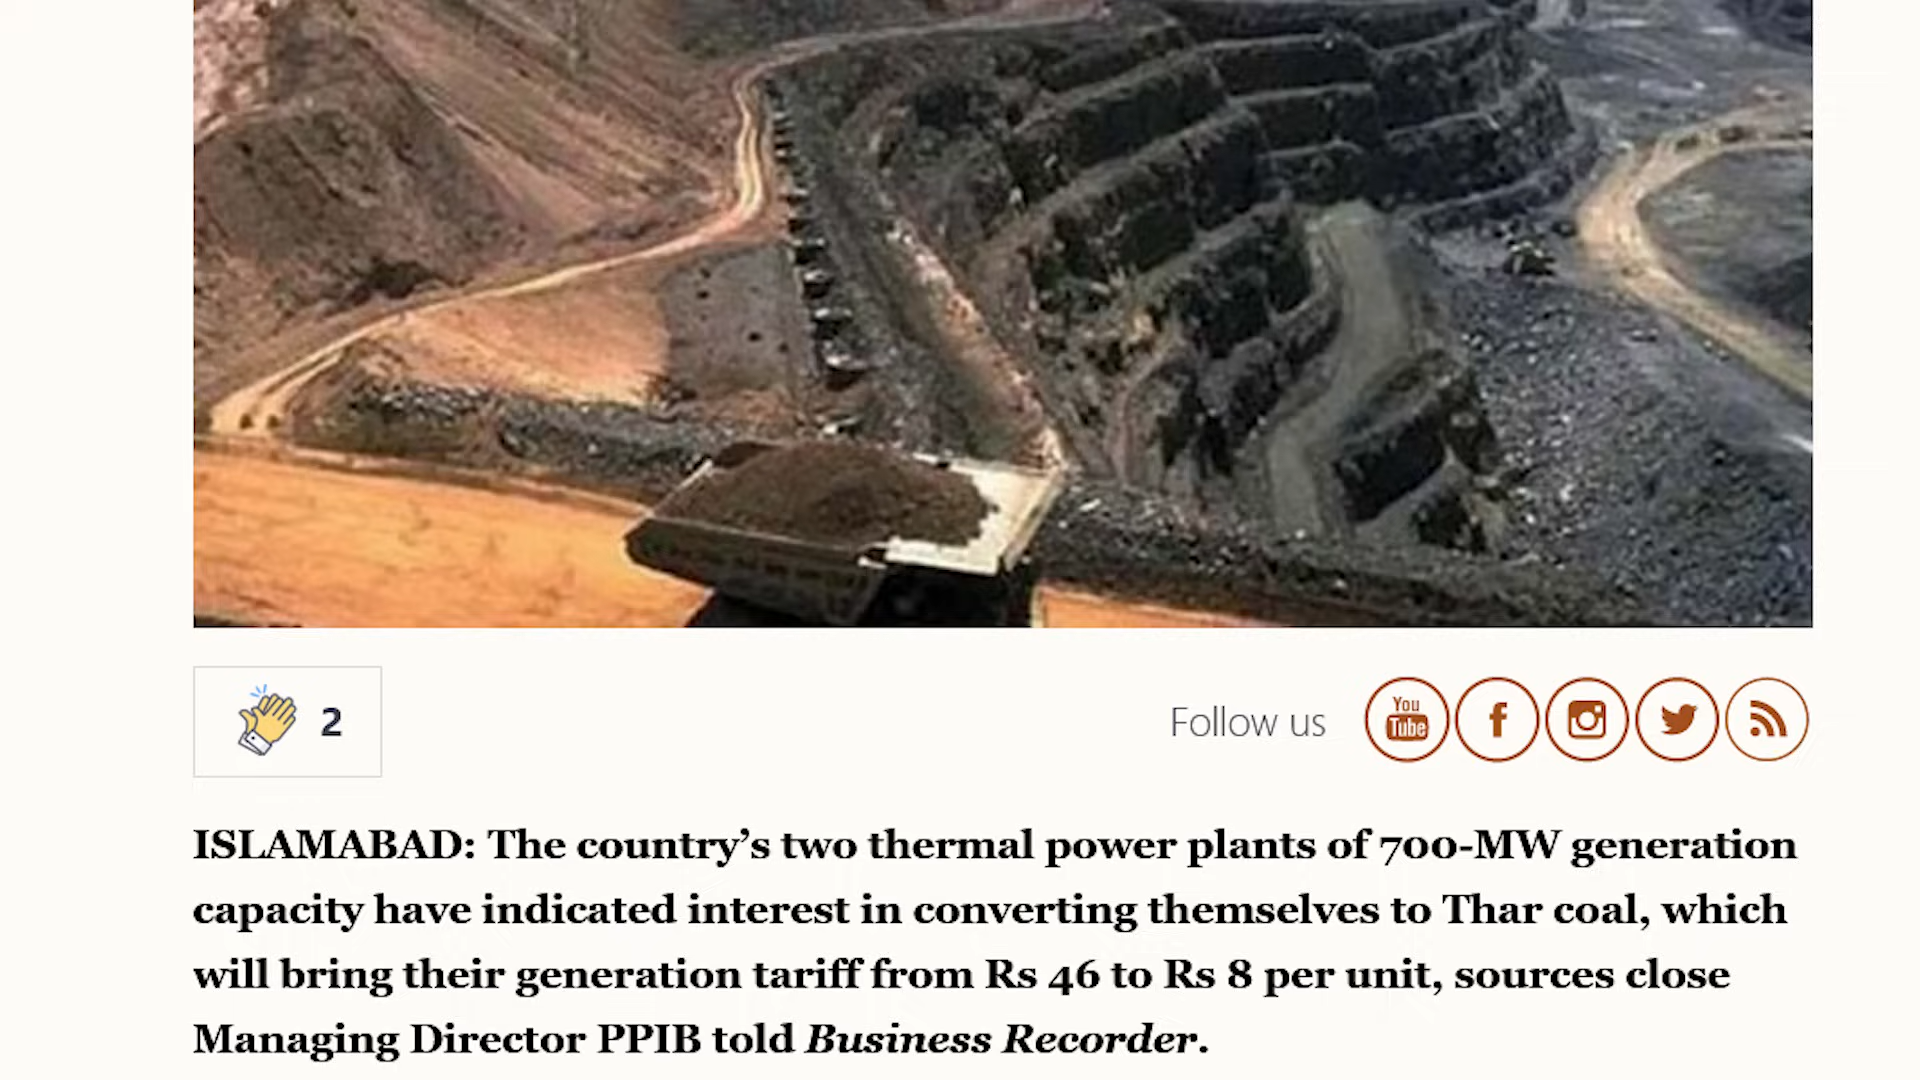 2
Follow us
You
Tube
ISLAMABAD: The country’s two thermal power plants of 700-MW generation
capacity have indicated interest in converting themselves to Thar coal, which
will bring their generation tariff from Rs 46 to Rs 8 per unit, sources close
Managing Director PPIB told Business Recorder.